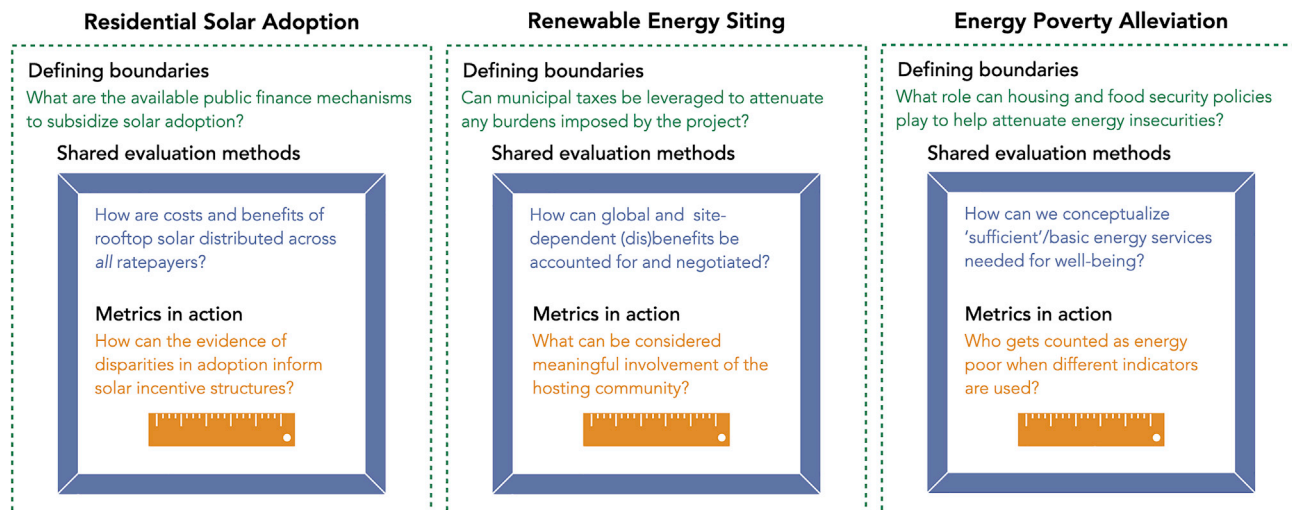 Residential Solar Adoption
Defining boundaries
What are the available public finance mechanisms
to subsidize solar adoption?
Shared evaluation methods
How are costs and benefits of
rooftop solar distributed across
all ratepayers?
Metrics in action
How can the evidence of
disparities in adoption inform
solar incentive structures?
Renewable Energy Siting
Defining boundaries
Can municipal taxes be leveraged to attenuate
any burdens imposed by the project?
Shared evaluation methods
How can global and site-
dependent (dis)benefits be
accounted for and negotiated?
Metrics in action
What can be considered
meaningful involvement of the
hosting community?
Energy Poverty Alleviation
Defining boundaries
What role can housing and food security policies
play to help attenuate energy insecurities?
Shared evaluation methods
How can we conceptualize
‘sufficient’/basic energy services
needed for well-being?
Metrics in action
Who gets counted as energy
poor when different indicators
are used?